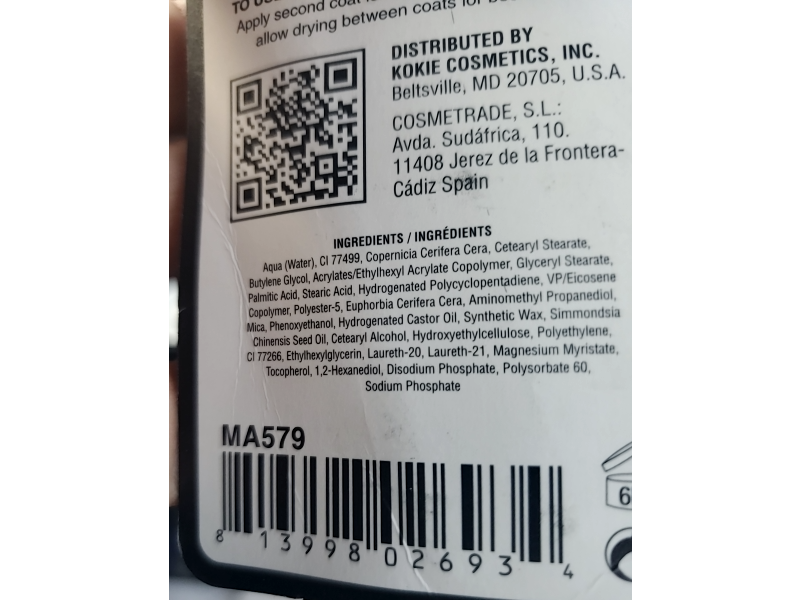 TO
Apply second coat
allow drying between coats for
DISTRIBUTED BY
KOKIE COSMETICS, INC.
Beltsville, MD 20705, U.S.A.
COSMETRADE, S.L.:
Avda. Sudáfrica, 110.
11408 Jerez de la Frontera-
Cádiz Spain
INGREDIENTS / INGRÉDIENTS
Aqua (Water), CI 77499, Copernicia Cerifera Cera, Cetearyl Stearate,
Butylene Glycol, Acrylates/Ethylhexyl Acrylate Copolymer, Glyceryl Stearate,
Palmitic Acid, Stearic Acid, Hydrogenated Polycyclopentadiene, VP/Eicosene
Copolymer, Polyester-5, Euphorbia Cerifera Cera, Aminomethyl Propanediol,
Mica, Phenoxyethanol, Hydrogenated Castor Oil, Synthetic Wax, Simmondsia
Chinensis Seed Oil, Cetearyl Alcohol, Hydroxyethylcellulose, Polyethylene,
CI 77266, Ethylhexylglycerin, Laureth-20, Laureth-21, Magnesium Myristate,
Tocopherol, 1,2-Hexanediol, Disodium Phosphate, Polysorbate 60,
Sodium Phosphate
MA579
6
8 13998 02693 4